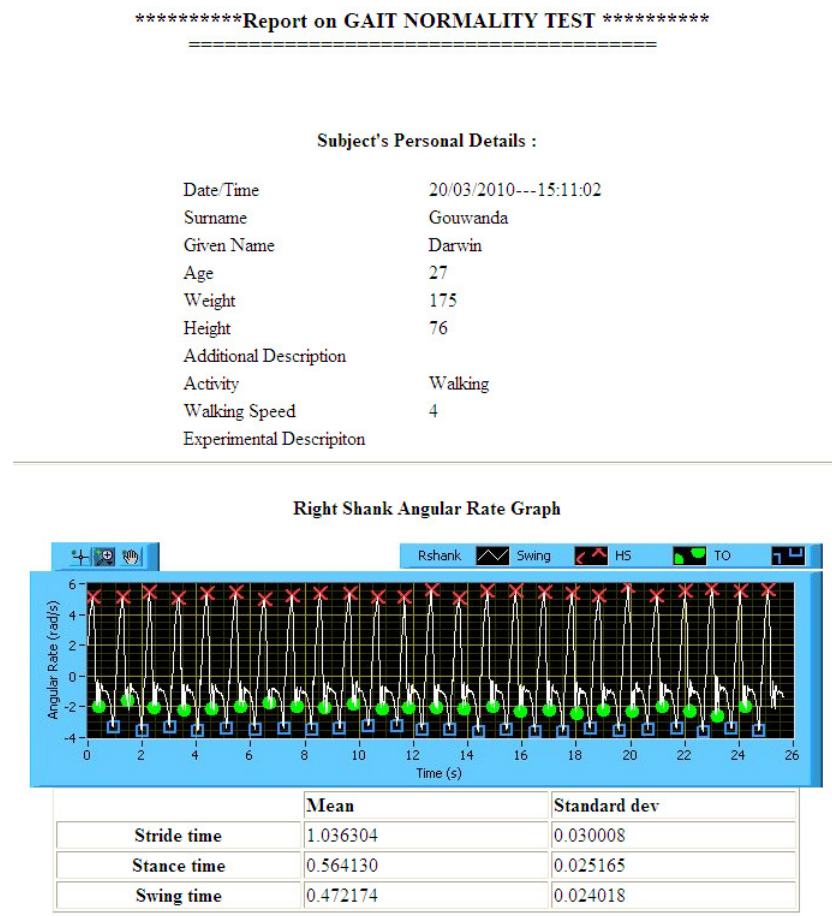 **********Report on GAIT NORMALITY TEST **********
=======================================
Subject's Personal Details :
Date/Time 20/03/2010---15:11:02
Surname Gouwanda
Given Name Darwin
Age 27
Weight 175
Height 76
Additional Description
Activity Walking
Walking Speed 4
Experimental Descripiton
Right Shank Angular Rate Graph
Rshank Swing HS TO
6
4
2
0
-2
-4
Angular Rate (rad/s)
0 2 4 6 8 10 12 14 16 18 20 22 24 26
Time (s)
Mean Standard dev
Stride time 1.036304 0.030008
Stance time 0.564130 0.025165
Swing time 0.472174 0.024018